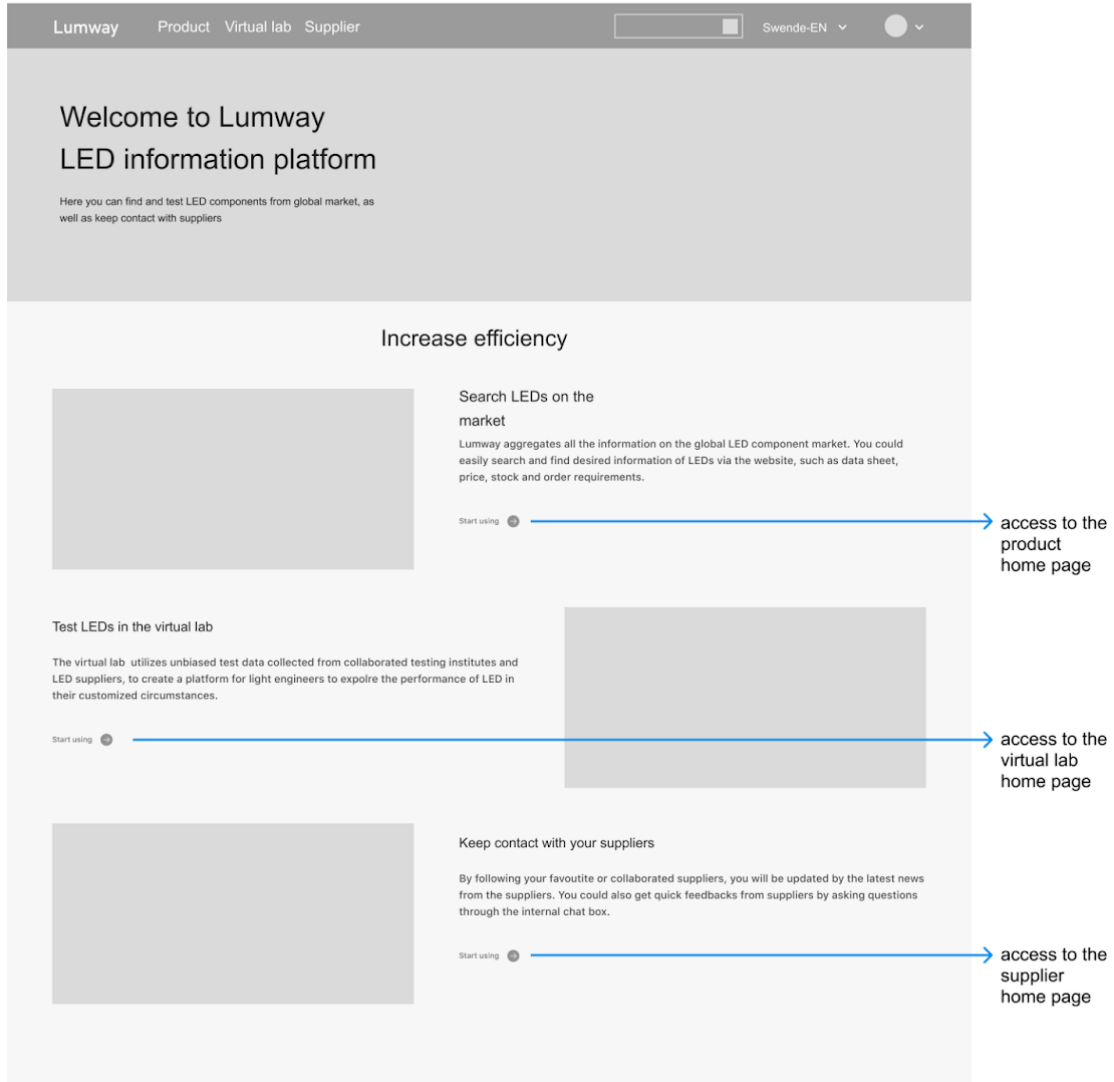 Lumway Product Virtual lab Supplier Swende-EN
Welcome to Lumway
LED information platform
Here you can find and test LED components from global market, as
well as keep contact with suppliers
Increase efficiency
Search LEDs on the
market
Lumway aggregates all the information on the global LED component market. You could
easily search and find desired information of LEDs via the website, such as data sheet,
price, stock and order requirements.
Start using
access to the
product
home page
Test LEDs in the virtual lab
The virtual lab utilizes unbiased test data collected from collaborated testing institutes and
LED suppliers, to create a platform for light engineers to expolre the performance of LED in
their customized circumstances.
Start using
access to the
virtual lab
home page
Keep contact with your suppliers
By following your favoutite or collaborated suppliers, you will be updated by the latest news
from the suppliers. You could also get quick feedbacks from suppliers by asking questions
through the internal chat box.
Start using
access to the
supplier
home page